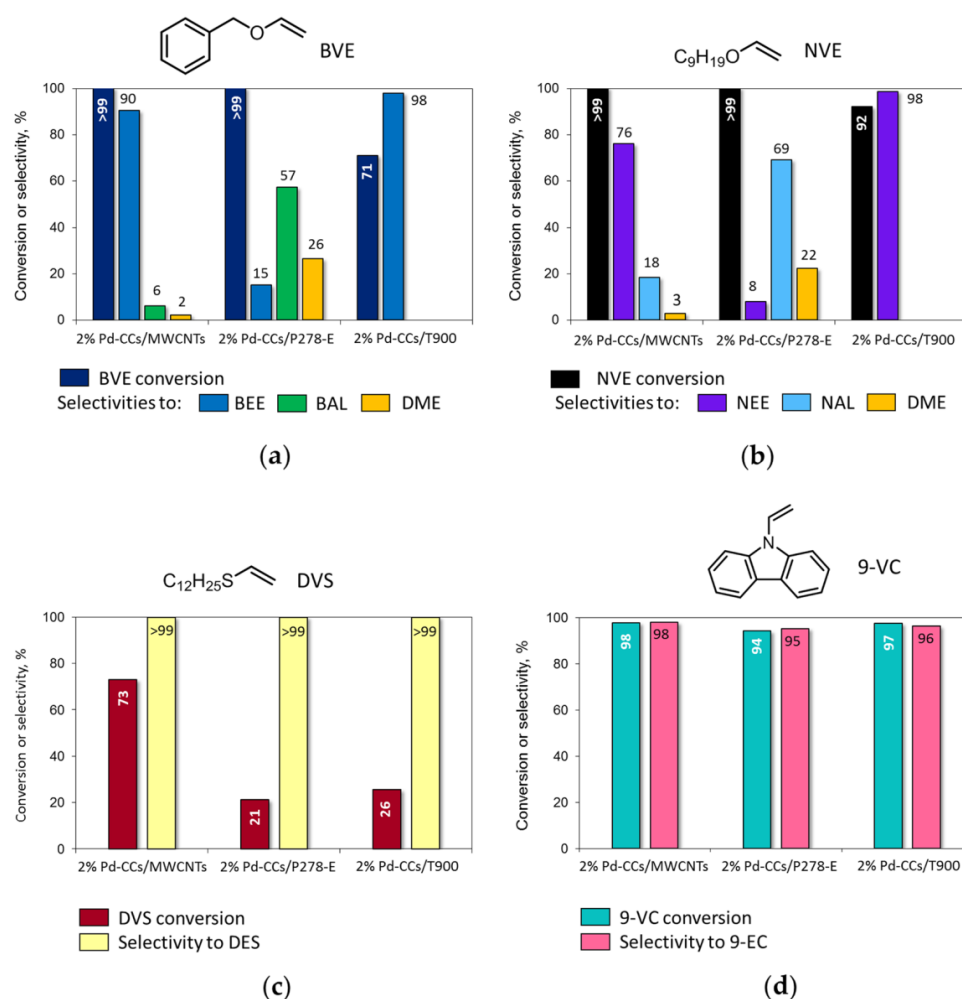 O
BVE
Conversion or selectivity, %
100
80
60
40
20
0
>99
90
6
2
>99
15
57
26
71
98
2% Pd-CCs/MWCNTs 2% Pd-CCs/P278-E 2% Pd-CCs/T900
BVE conversion
Selectivities to: BEE BAL DME
(a)
C9H19O
NVE
Conversion or selectivity, %
100
80
60
40
20
0
>99
76
18
3
>99
8
69
22
92
98
2% Pd-CCs/MWCNTs 2% Pd-CCs/P278-E 2% Pd-CCs/T900
NVE conversion
Selectivities to: NEE NAL DME
(b)
C12H25S
DVS
Conversion or selectivity, %
100
80
60
40
20
0
73
>99
21
>99
26
>99
2% Pd-CCs/MWCNTs 2% Pd-CCs/P278-E 2% Pd-CCs/T900
DVS conversion
Selectivity to DES
(c)
N
9-VC
Conversion or selectivity, %
100
80
60
40
20
0
98
98
94
95
97
96
2% Pd-CCs/MWCNTs 2% Pd-CCs/P278-E 2% Pd-CCs/T900
9-VC conversion
Selectivity to 9-EC
(d)